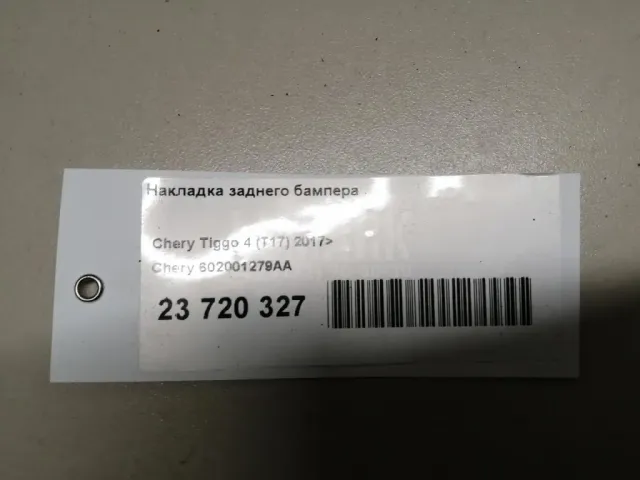 Накладка заднего бампера
Chery Tiggo 4 (T17) 2017>
Chery 602001279AA
23 720 327